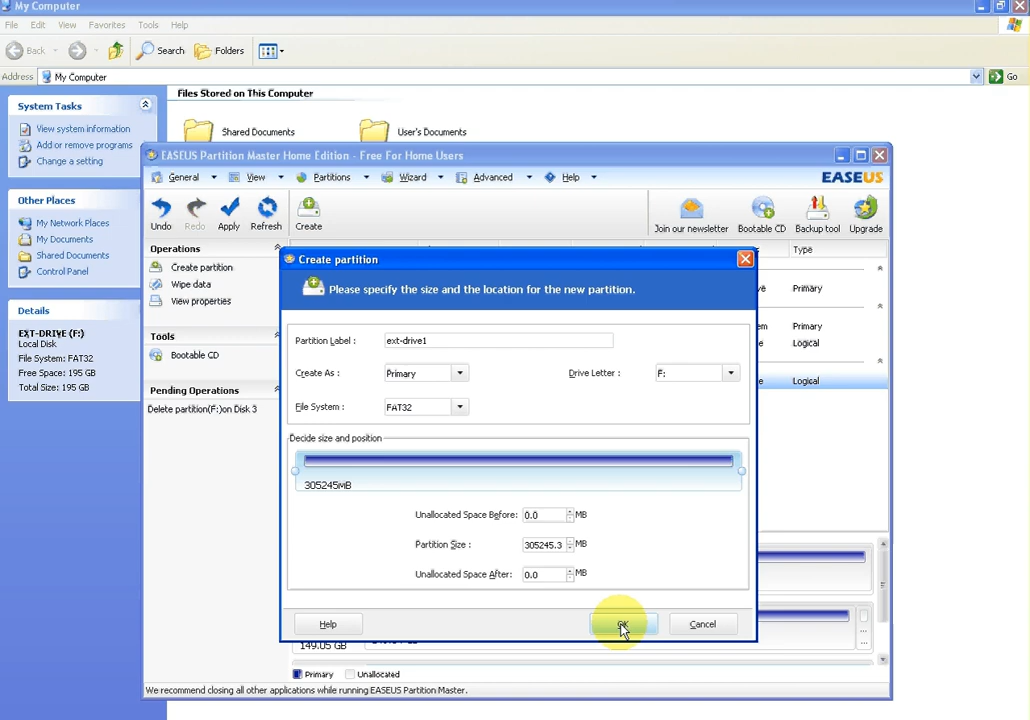 My Computer
File Edit View Favorites Tools Help
Back Search Folders
Address My Computer Go
System Tasks
View system information
Add or remove programs
Change a setting
Other Places
My Network Places
My Documents
Shared Documents
Control Panel
Details
EXT-DRIVE (F:)
Local Disk
File System: FAT32
Free Space: 195 GB
Total Size: 195 GB
Files Stored on This Computer
Shared Documents User's Documents
EASEUS Partition Master Home Edition - Free For Home Users
General View Partitions Wizard Advanced Help EASEUS
Undo Redo Apply Refresh Create Join our newsletter Bootable CD Backup tool Upgrade
Operations
Create partition
Wipe data
View properties
Tools
Bootable CD
Pending Operations
Delete partition(F:)on Disk 3
Type
Primary
Primary
Logical
Logical
Create partition
Please specify the size and the location for the new partition.
Partition Label : ext-drive1
Create As : Primary Drive Letter : F:
File System : FAT32
Decide size and position
305245MB
Unallocated Space Before: 0.0 MB
Partition Size : 305245.3 MB
Unallocated Space After: 0.0 MB
Help OK Cancel
149.05 GB
Primary Unallocated
We recommend closing all other applications while running EASEUS Partition Master.